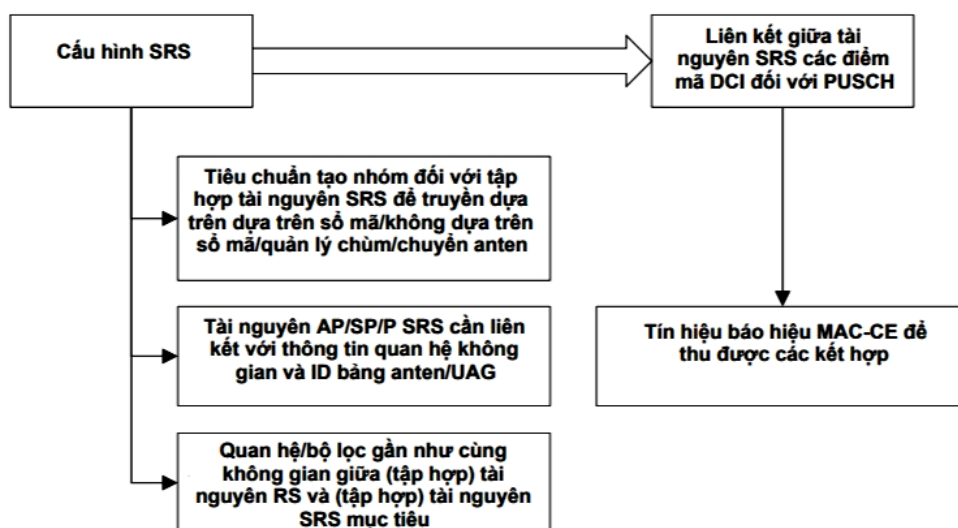 Cấu hình SRS
Liên kết giữa tài
nguyên SRS các điểm
mã DCI đối với PUSCH
Tiêu chuẩn tạo nhóm đối với tập
hợp tài nguyên SRS để truyền dựa
trên dựa trên sổ mã/không dựa trên
sổ mã/quản lý chùm/chuyển anten
Tài nguyên AP/SP/P SRS cần liên
kết với thông tin quan hệ không
gian và ID bảng anten/UAG
Tín hiệu báo hiệu MAC-CE để
thu được các kết hợp
Quan hệ/bộ lọc gần như cùng
không gian giữa (tập hợp) tài
nguyên RS và (tập hợp) tài nguyên
SRS mục tiêu